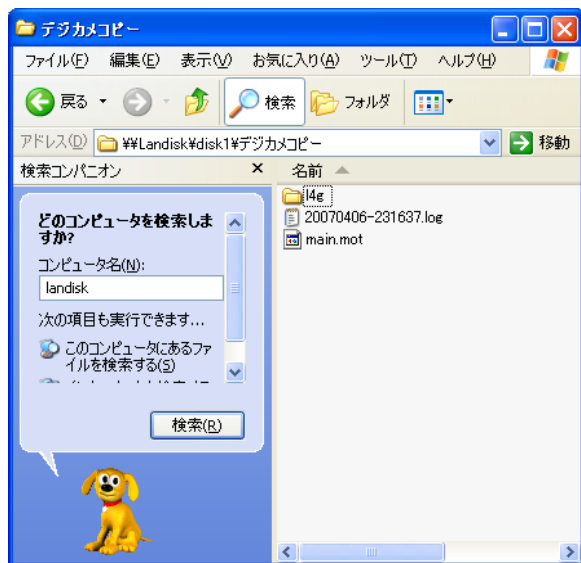 デジカメコピー
ファイル(F) 編集(E) 表示(V) お気に入り(A) ツール(T) ヘルプ(H)
戻る 検索 フォルダ
アドレス(D) ¥¥Landisk¥disk1¥デジカメコピー 移動
検索コンパニオン × 名前
どのコンピュータを検索しま
すか?
コンピュータ名(N):
landisk
次の項目も実行できます...
このコンピュータにあるファ
イルを検索する(S)
検索(R)
l4g
20070406-231637.log
main.mot